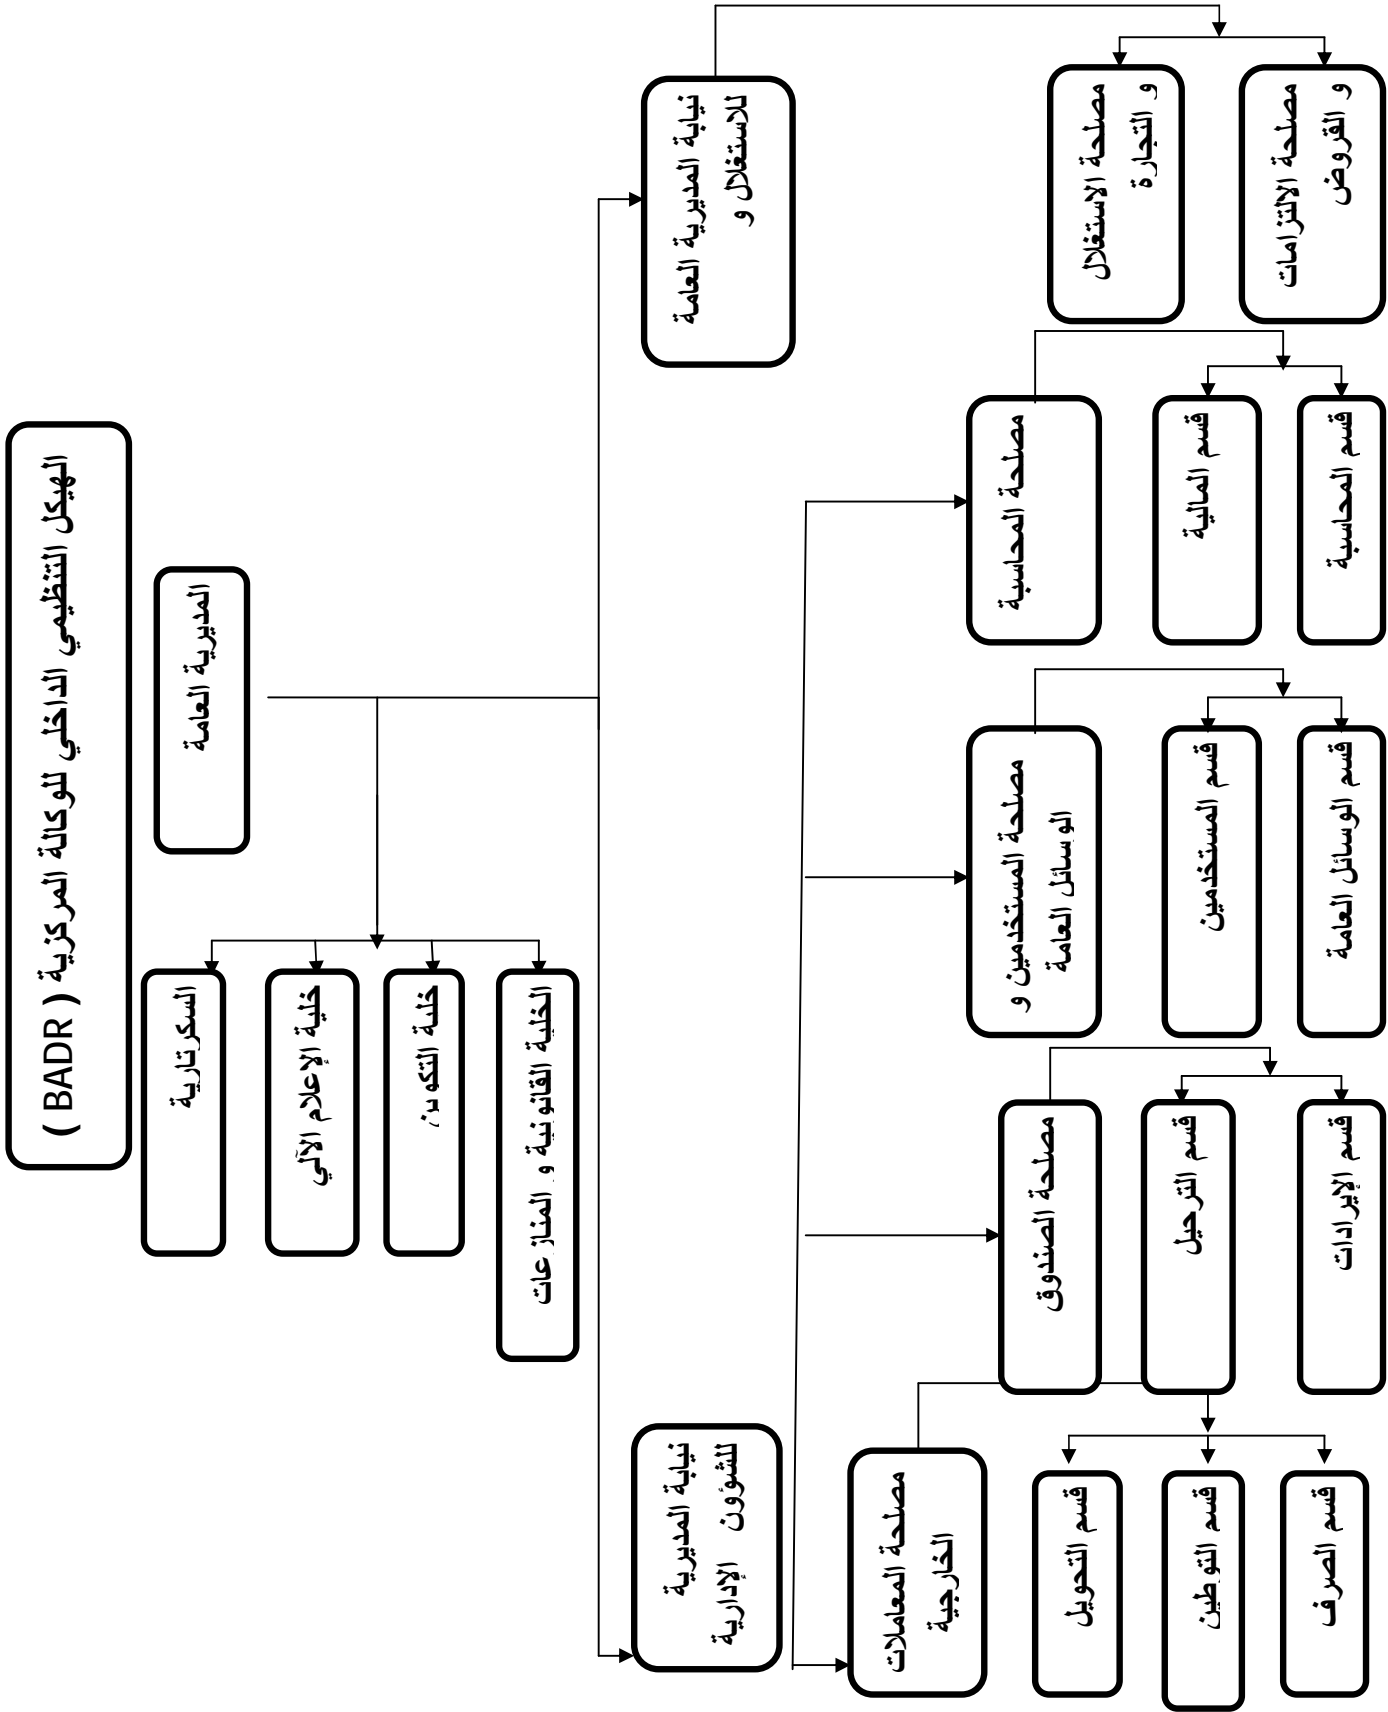 الهيكل التنظيمي الداخلي للوكالة المركزية ( BADR )
المديرية العامة
السكرتارية
خلية الإعلام الآلي
خلية التكوين
الخلية القانونية و المنازعات
نيابة المديرية العامة
للاستغلال و
نيابة المديرية
للشؤون الإدارية
مصلحة الاستغلال
و التجارة
مصلحة الالتزامات
و القروض
مصلحة المحاسبة
قسم المالية
قسم المحاسبة
مصلحة المستخدمين و
الوسائل العامة
قسم المستخدمين
قسم الوسائل العامة
مصلحة الصندوق
قسم الترحيل
قسم الإيرادات
مصلحة المعاملات
الخارجية
قسم التحويل
قسم التوطين
قسم الصرف